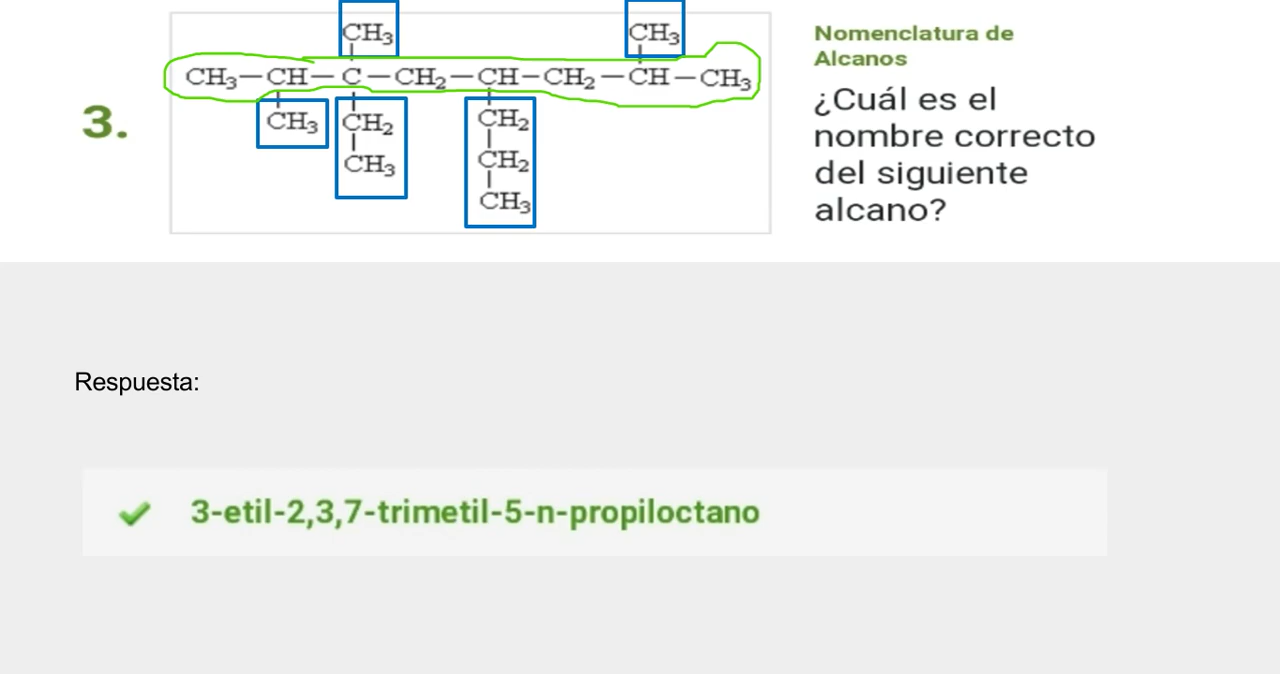 CH₃ CH₃
CH₃—CH—C—CH₂—CH—CH₂—CH—CH₃
CH₃ CH₂ CH₂
CH₃ CH₂
CH₃
3.
Nomenclatura de
Alcanos
¿Cuál es el
nombre correcto
del siguiente
alcano?
Respuesta:
3-etil-2,3,7-trimetil-5-n-propiloctano